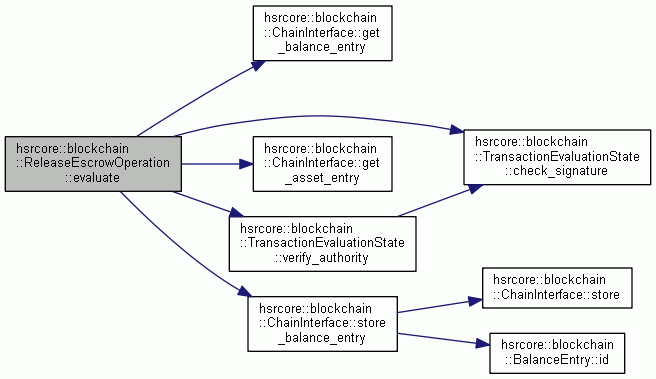 hsrcore::blockchain
::ChainInterface::get
_balance_entry
hsrcore::blockchain
::ReleaseEscrowOperation
::evaluate
hsrcore::blockchain
::ChainInterface::get
_asset_entry
hsrcore::blockchain
::TransactionEvaluationState
::check_signature
hsrcore::blockchain
::TransactionEvaluationState
::verify_authority
hsrcore::blockchain
::ChainInterface::store
_balance_entry
hsrcore::blockchain
::ChainInterface::store
hsrcore::blockchain
::BalanceEntry::id